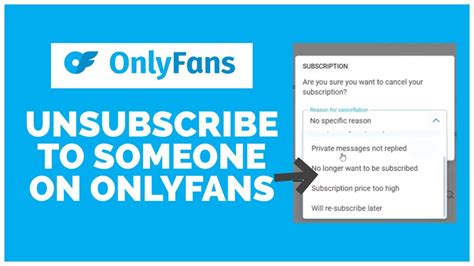 OnlyFans
UNSUBSCRIBE
TO SOMEONE
ON ONLYFANS
SUBSCRIPTION
Are you sure you want to cancel your
subscription?
Reason for cancellation
No specific reason
Private messages not replied
No longer want to be subscribed
Subscription price too high
Will re-subscribe later